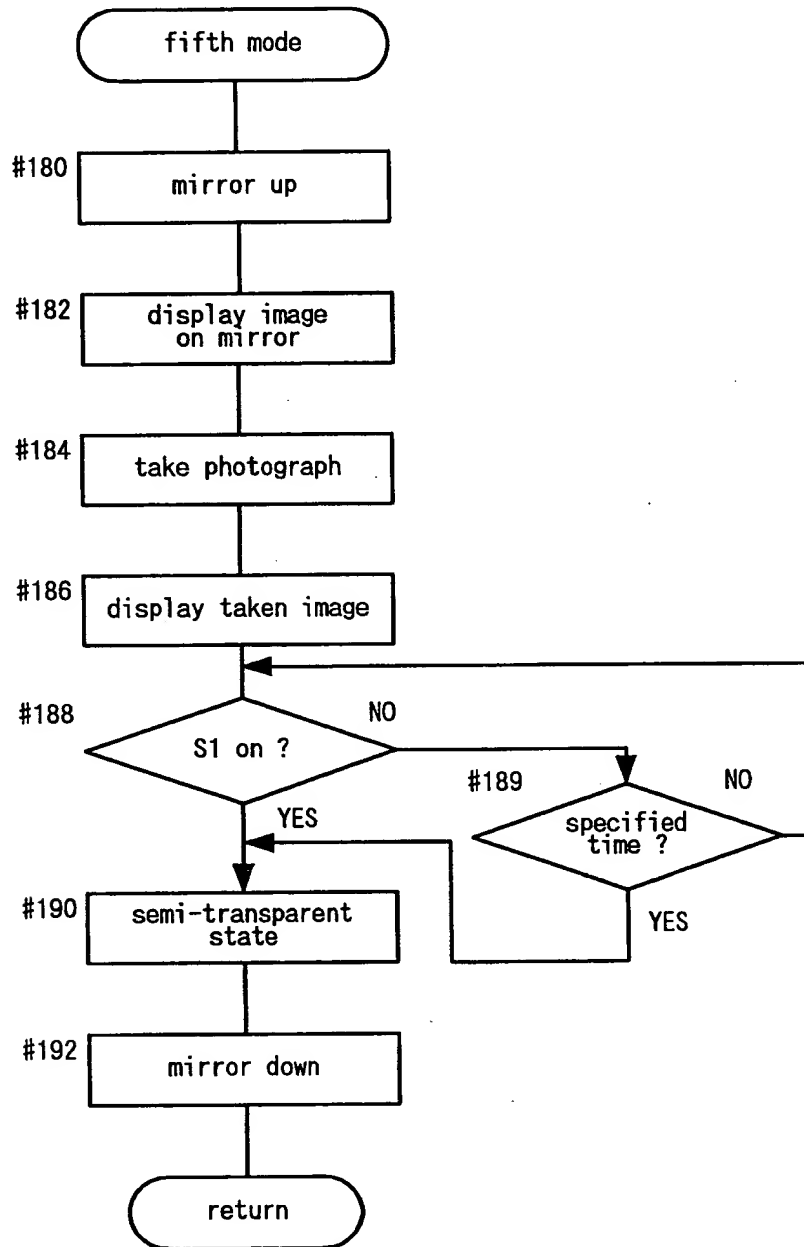 fifth mode
#180
mirror up
#182
display image
on mirror
#184
take photograph
#186
display taken image
#188
S1 on ?
NO
YES
#189
specified
time ?
NO
YES
#190
semi-transparent
state
#192
mirror down
return